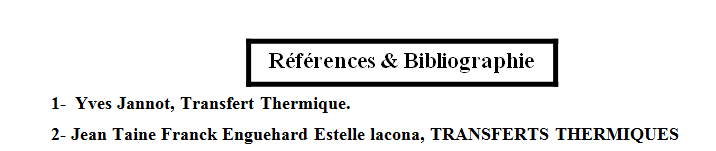 Références & Bibliographie
1- Yves Jannot, Transfert Thermique.
2- Jean Taine Franck Enguehard Estelle lacona, TRANSFERTS THERMIQUES